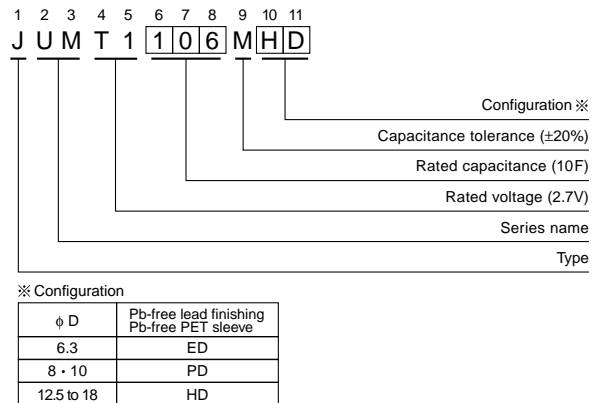 1 2 3 4 5 6 7 8 9 10 11
J U M T 1 1 0 6 M H D
Configuration ※
Capacitance tolerance (±20%)
Rated capacitance (10F)
Rated voltage (2.7V)
Series name
Type
※ Configuration
ϕ D Pb-free lead finishing
Pb-free PET sleeve
6.3 ED
8 • 10 PD
12.5 to 18 HD